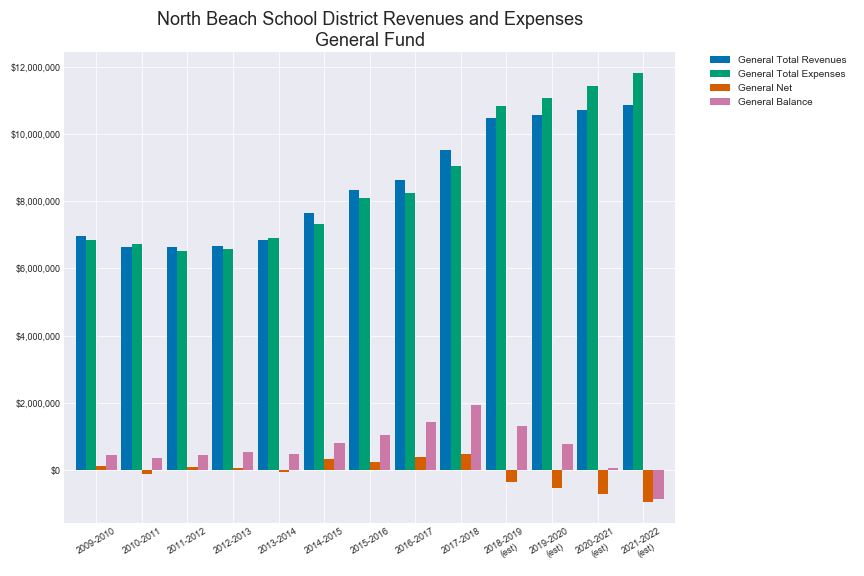 North Beach School District Revenues and Expenses
General Fund
$12,000,000
$10,000,000
$8,000,000
$6,000,000
$4,000,000
$2,000,000
$0
General Total Revenues
General Total Expenses
General Net
General Balance
2009-2010
2010-2011
2011-2012
2012-2013
2013-2014
2014-2015
2015-2016
2016-2017
2017-2018
2018-2019
(est)
2019-2020
(est)
2020-2021
(est)
2021-2022
(est)